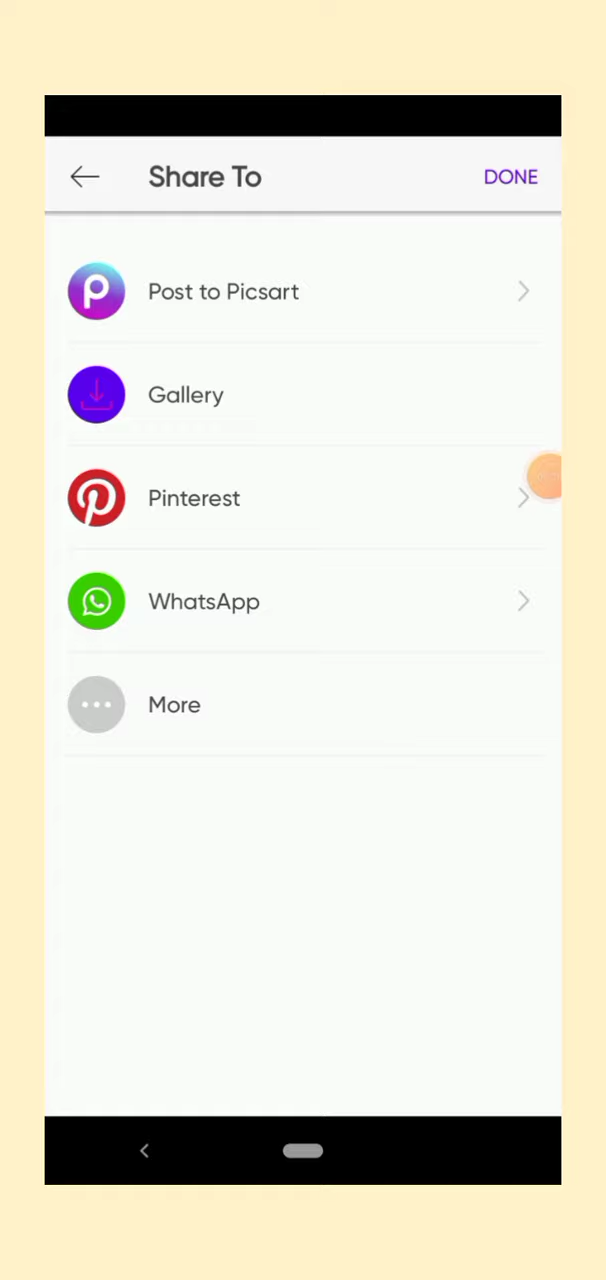 Share To
DONE
Post to Picsart
Gallery
Pinterest
WhatsApp
More